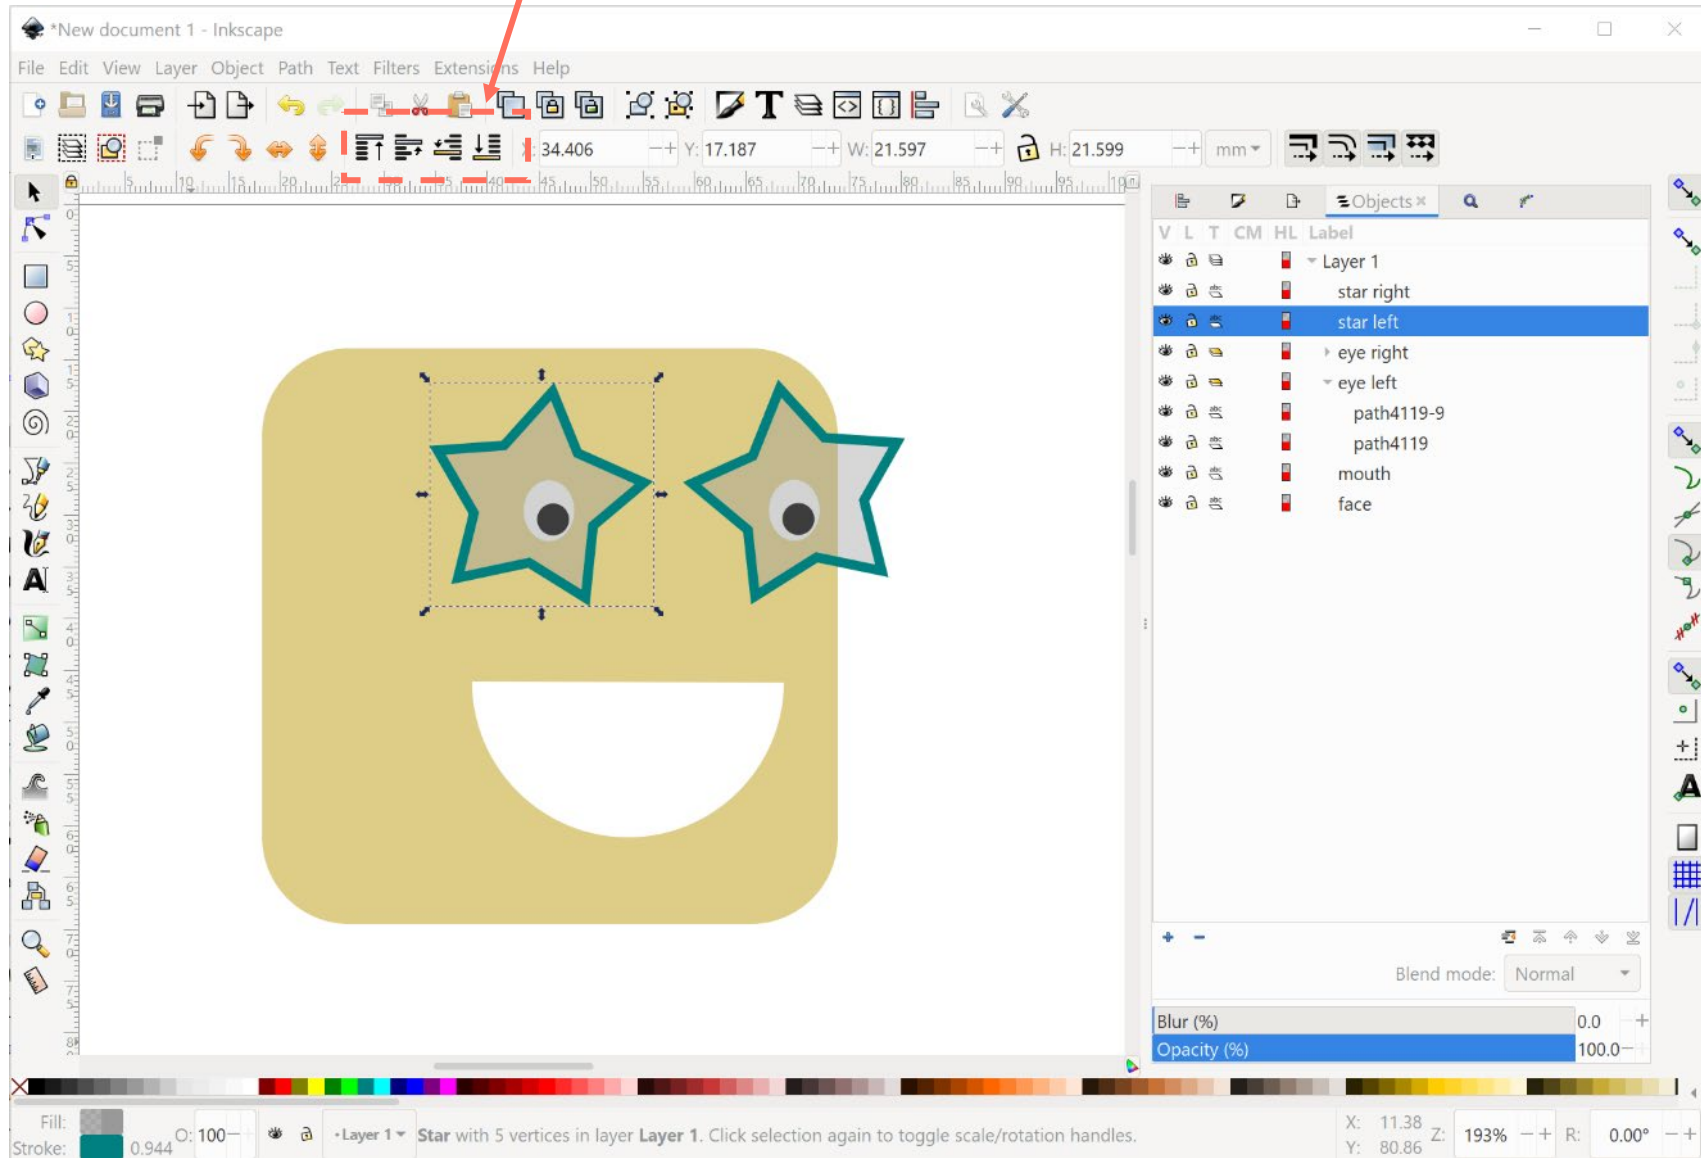 *New document 1 - Inkscape
File Edit View Layer Object Path Text Filters Extensions Help
X: 34.406 Y: 17.187 W: 21.597 H: 21.599 mm
Objects
V L T CM HL Label
Layer 1
star right
star left
eye right
eye left
path4119-9
path4119
mouth
face
Blend mode: Normal
Blur (%) 0.0
Opacity (%) 100.0
Fill:
Stroke: 0.944
O: 100
•Layer 1
Star with 5 vertices in layer Layer 1. Click selection again to toggle scale/rotation handles.
X: 11.38
Y: 80.86
Z: 193%
R: 0.00°